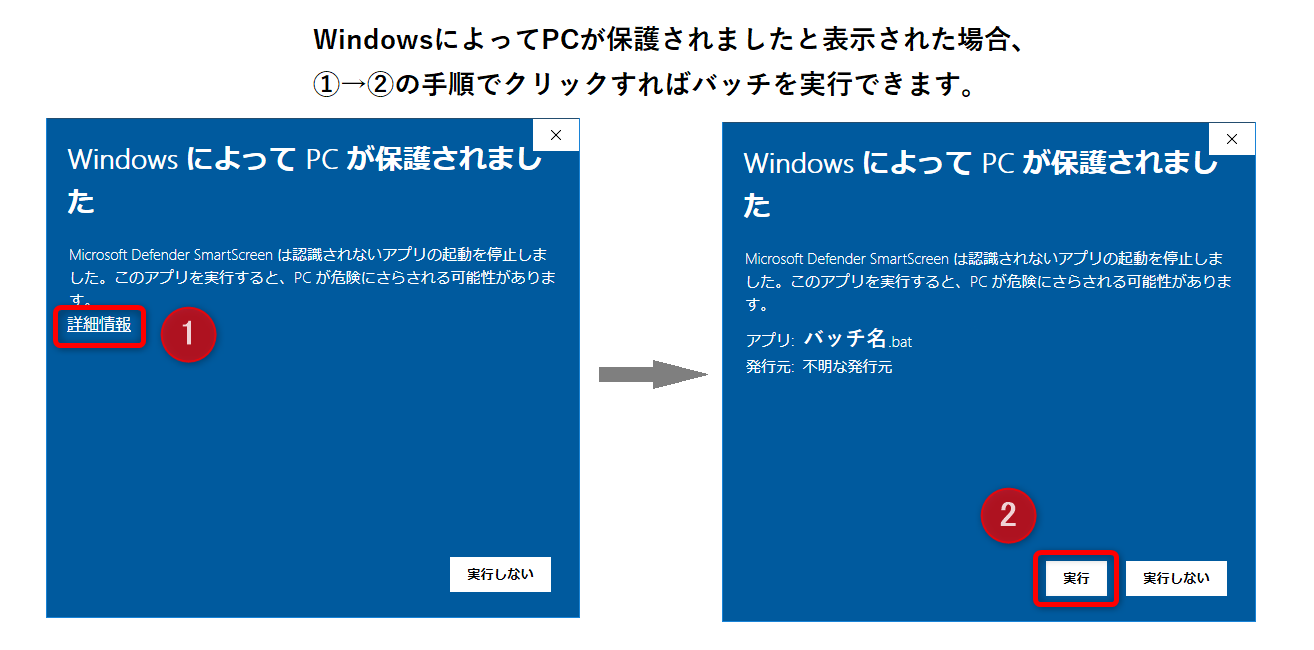 WindowsによってPCが保護されましたと表示された場合、
①→②の手順でクリックすればバッチを実行できます。
Windows によって PC が保護されまし
た
Microsoft Defender SmartScreen は認識されないアプリの起動を停止しま
した。このアプリを実行すると、PC が危険にさらされる可能性がありま
す。
詳細情報
1
実行しない
Windows によって PC が保護されまし
た
Microsoft Defender SmartScreen は認識されないアプリの起動を停止しま
した。このアプリを実行すると、PC が危険にさらされる可能性がありま
す。
アプリ: バッチ名.bat
発行元: 不明な発行元
2
実行 実行しない